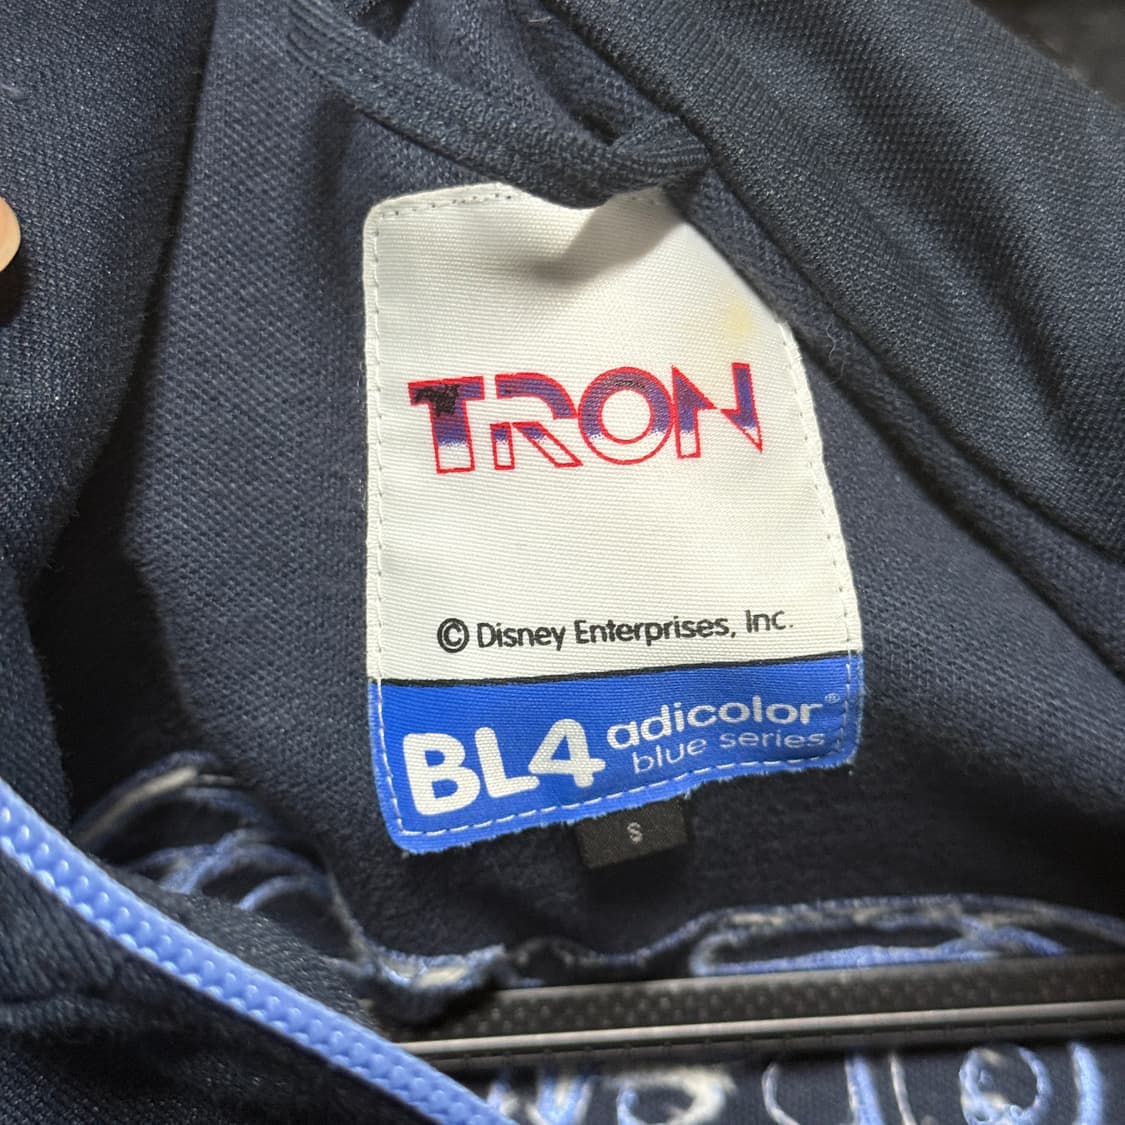 TRON
© Disney Enterprises, Inc.
BL4 adicolor®
blue series
S